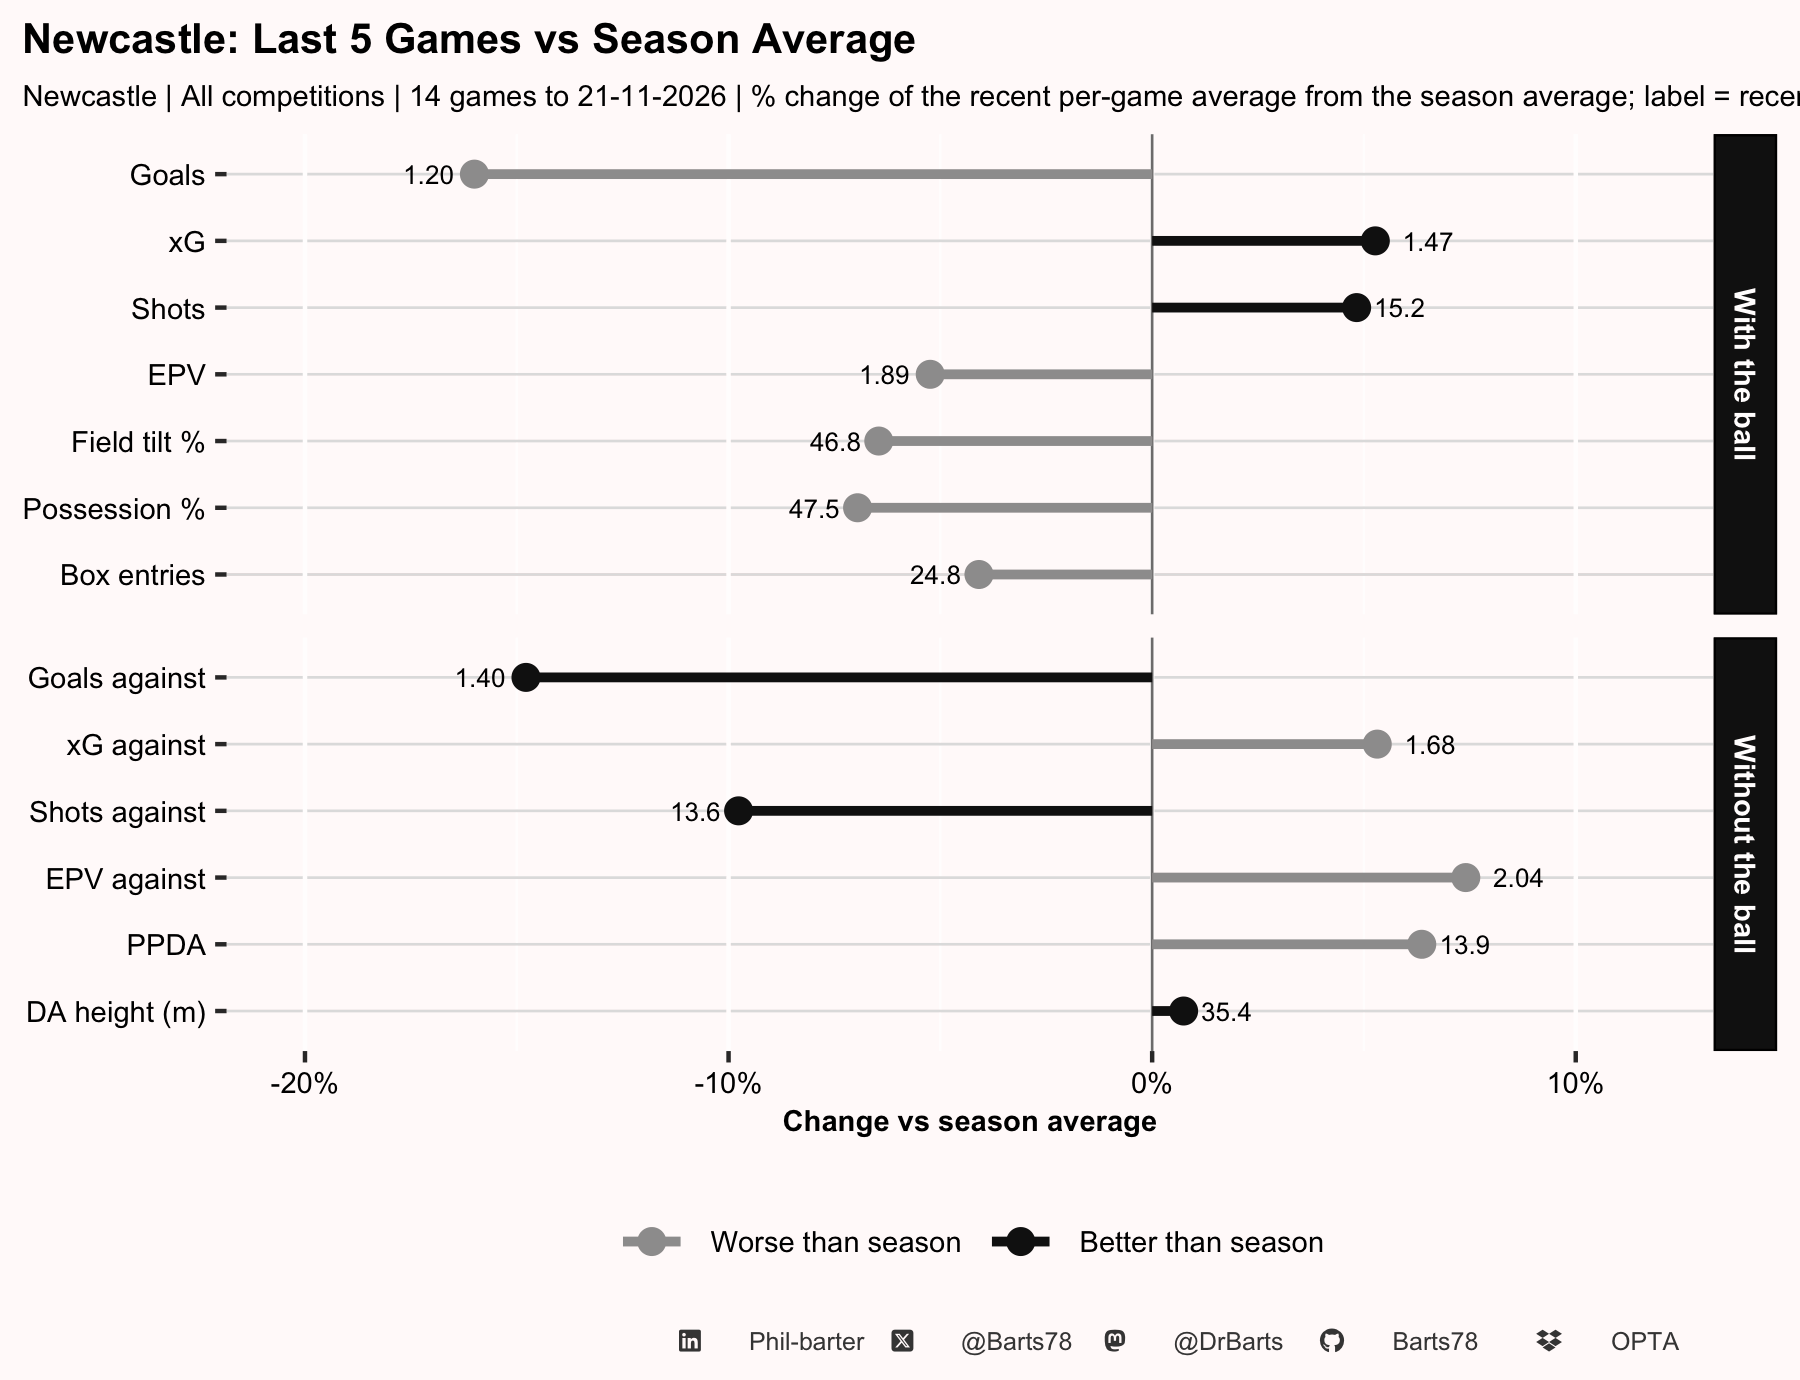 Newcastle: Last 5 Games vs Season Average
Newcastle | All competitions | 14 games to 21-11-2026 | % change of the recent per-game average from the season average; label =
Goals 1.20
xG 1.47
Shots 15.2
EPV 1.89
Field tilt % 46.8
Possession % 47.5
Box entries 24.8
With the ball
Goals against 1.40
xG against 1.68
Shots against 13.6
EPV against 2.04
PPDA 13.9
DA height (m) 35.4
Without the ball
-20% -10% 0% 10%
Change vs season average
Worse than season Better than season
Phil-barter @Barts78 @DrBarts Barts78 OPTA